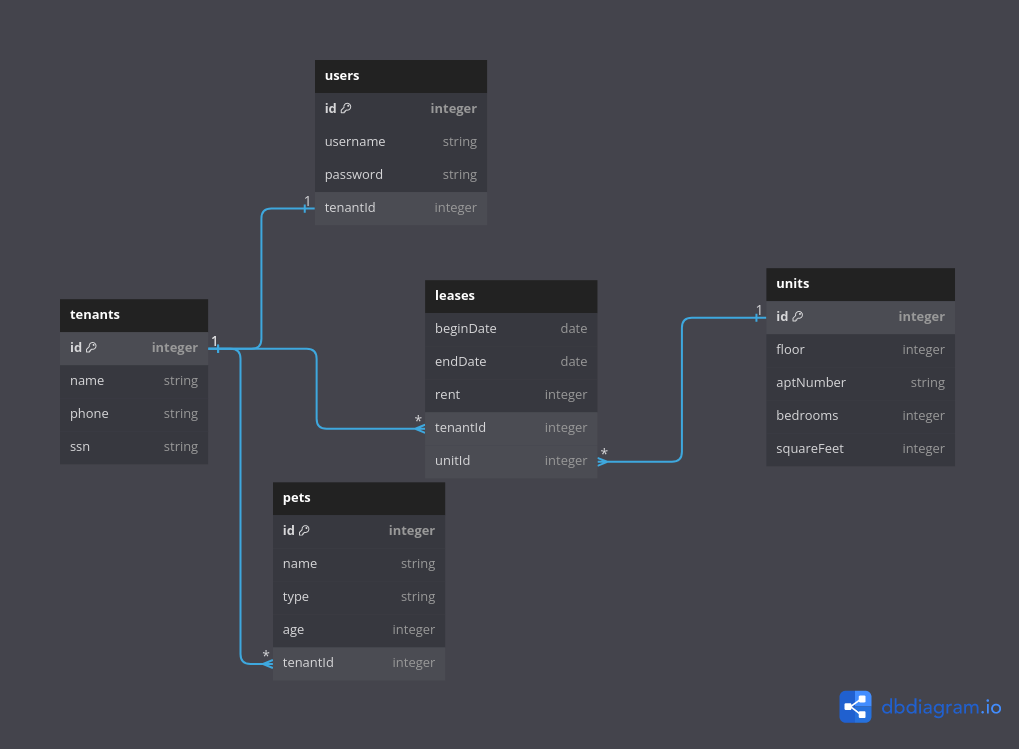 users
id integer
username string
password string
1
tenantId integer
tenants
id integer
1
name string
phone string
ssn string
leases
beginDate date
endDate date
rent integer
*
tenantId integer
unitId integer
*
units
1
id integer
floor integer
aptNumber string
bedrooms integer
squareFeet integer
pets
id integer
name string
type string
age integer
*
tenantId integer
dbdiagram.io